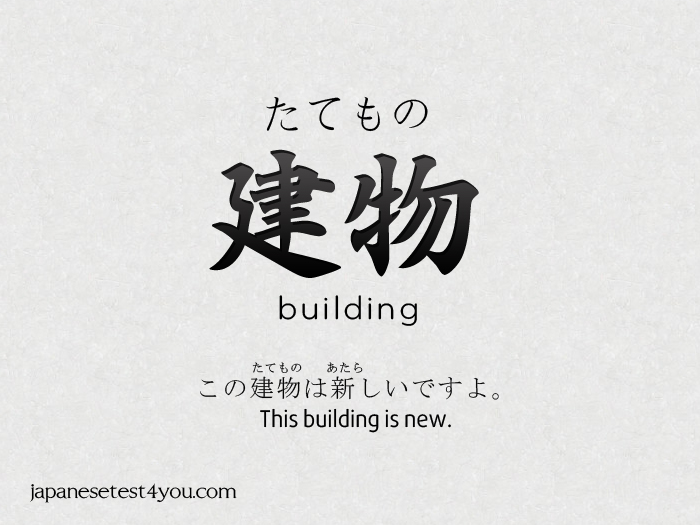 たてもの
建物
building
たてもの あたら
この建物は新しいですよ。
This building is new.
japanesetest4you.com